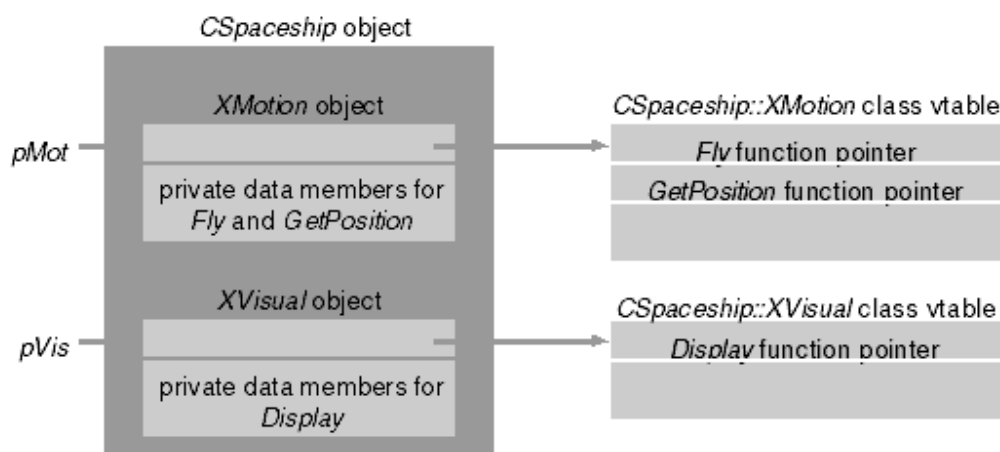 CSpaceship object
XMotion object
pMot
private data members for
Fly and GetPosition
CSpaceship::XMotion class vtable
Fly function pointer
GetPosition function pointer
XVisual object
pVis
private data members for
Display
CSpaceship::XVisual class vtable
Display function pointer